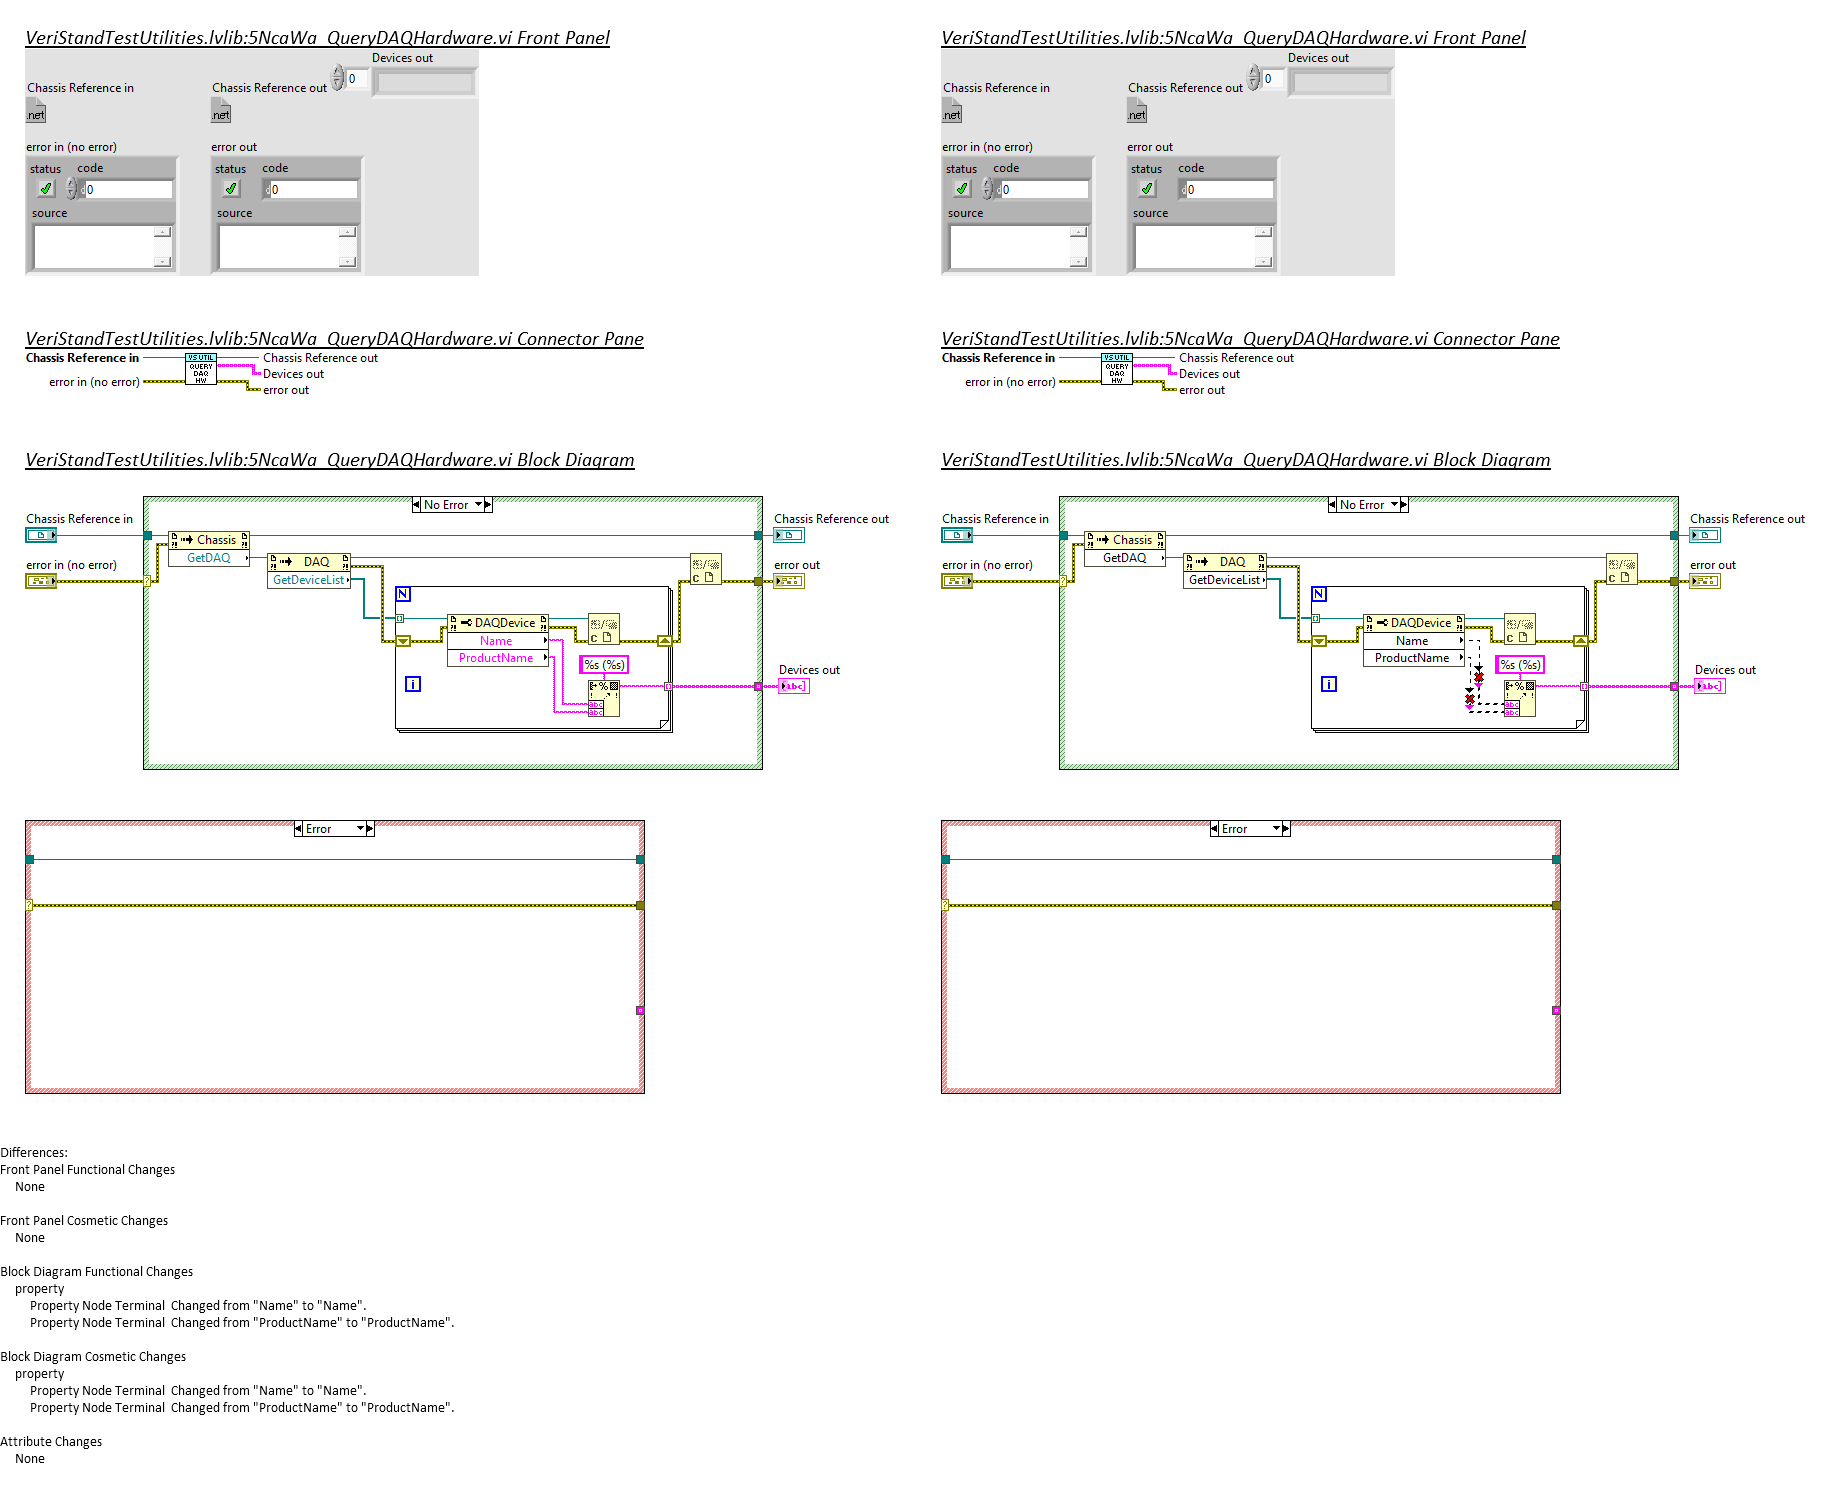 VeriStandTestUtilities.lvlib:5NcaWa_QueryDAQHardware.vi Front Panel
Devices out
0
Chassis Reference in
Chassis Reference out
.net
.net
error in (no error)
error out
status
code
status
code
d0
d0
source
source
VeriStandTestUtilities.lvlib:5NcaWa_QueryDAQHardware.vi Front Panel
Devices out
0
Chassis Reference in
Chassis Reference out
.net
.net
error in (no error)
error out
status
code
status
code
d0
d0
source
source
VeriStandTestUtilities.lvlib:5NcaWa_QueryDAQHardware.vi Connector Pane
Chassis Reference in
error in (no error)
VS UTIL
QUERY
DAQ
HW
Chassis Reference out
Devices out
error out
VeriStandTestUtilities.lvlib:5NcaWa_QueryDAQHardware.vi Connector Pane
Chassis Reference in
error in (no error)
VS UTIL
QUERY
DAQ
HW
Chassis Reference out
Devices out
error out
VeriStandTestUtilities.lvlib:5NcaWa_QueryDAQHardware.vi Block Diagram
No Error
Chassis Reference in
error in (no error)
Chassis
GetDAQ
DAQ
GetDeviceList
N
DAQDevice
Name
ProductName
i
%s (%s)
%
abc
abc
C
C
Chassis Reference out
error out
Devices out
abc
Error
VeriStandTestUtilities.lvlib:5NcaWa_QueryDAQHardware.vi Block Diagram
No Error
Chassis Reference in
error in (no error)
Chassis
GetDAQ
DAQ
GetDeviceList
N
DAQDevice
Name
ProductName
i
%s (%s)
%
abc
abc
C
C
Chassis Reference out
error out
Devices out
abc
Error
Differences:
Front Panel Functional Changes
None
Front Panel Cosmetic Changes
None
Block Diagram Functional Changes
property
Property Node Terminal  Changed from "Name" to "Name".
Property Node Terminal  Changed from "ProductName" to "ProductName".
Block Diagram Cosmetic Changes
property
Property Node Terminal  Changed from "Name" to "Name".
Property Node Terminal  Changed from "ProductName" to "ProductName".
Attribute Changes
None